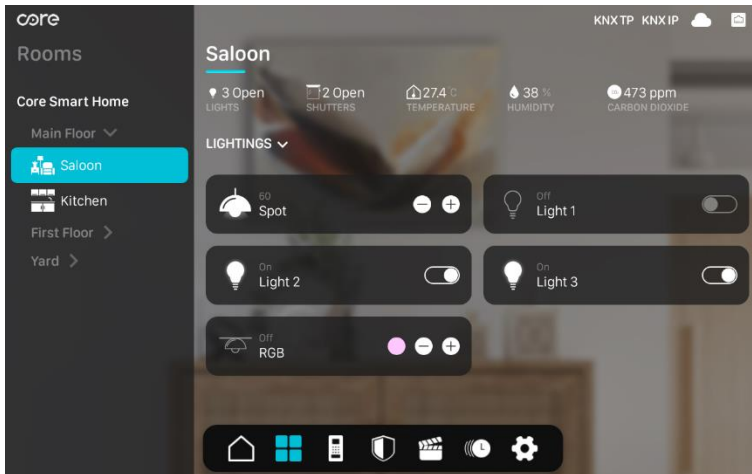 core
KNX TP KNX IP
Rooms
Saloon
3 Open
LIGHTS
2 Open
SHUTTERS
27.4 °C
TEMPERATURE
38 %
HUMIDITY
473 ppm
CARBON DIOXIDE
Core Smart Home
Main Floor
Saloon
Kitchen
First Floor
Yard
LIGHTINGS
60
Spot
Off
Light 1
On
Light 2
On
Light 3
Off
RGB